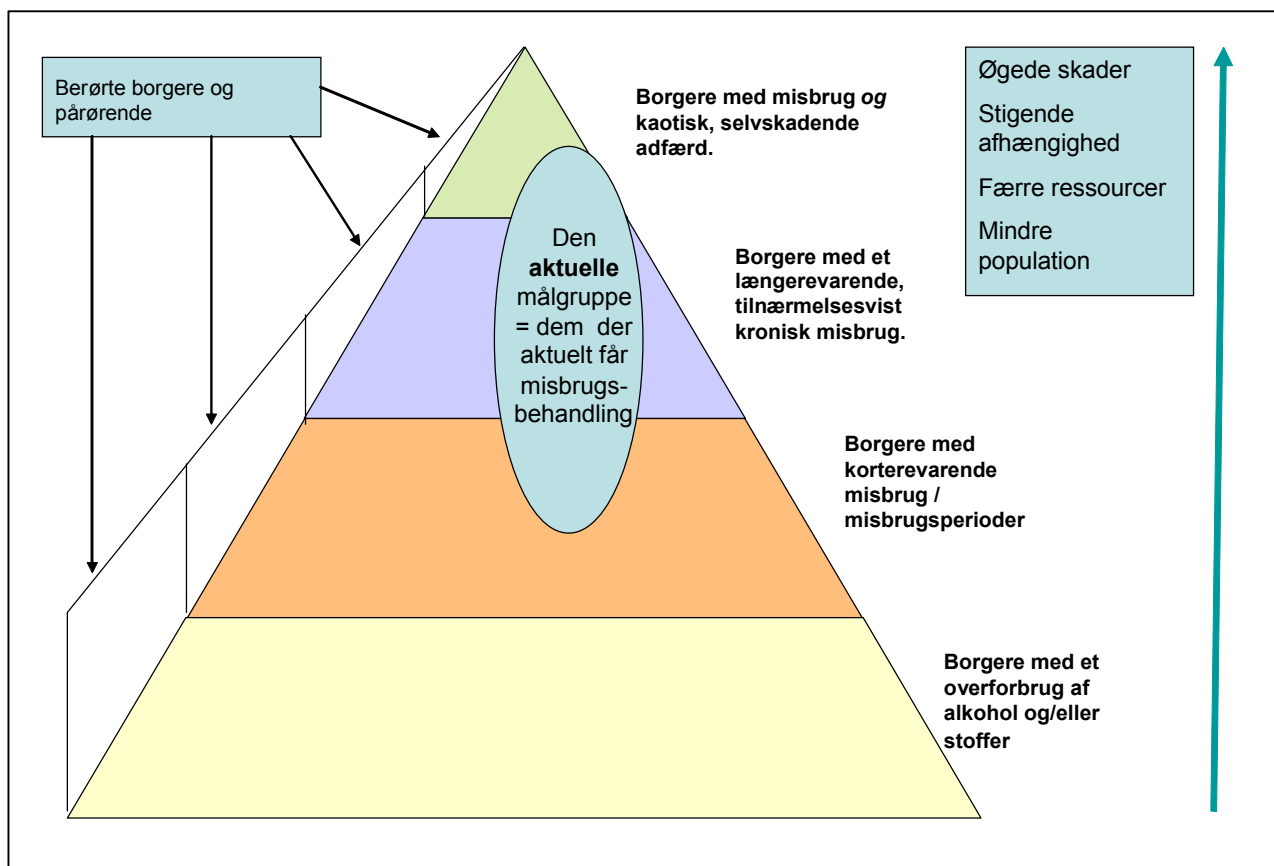 Berørte borgere og
pårørende
Borgere med misbrug og
kaotisk, selvskadende
adfærd.
Øgede skader
Stigende
afhængighed
Færre ressourcer
Mindre
population
Den
aktuelle
målgruppe
= dem der
aktuelt får
misbrugs-
behandling
Borgere med et
længerevarende,
tilnærmelsesvist
kronisk misbrug.
Borgere med
korterevarende
misbrug /
misbrugsperioder
Borgere med et
overforbrug af
alkohol og/eller
stoffer